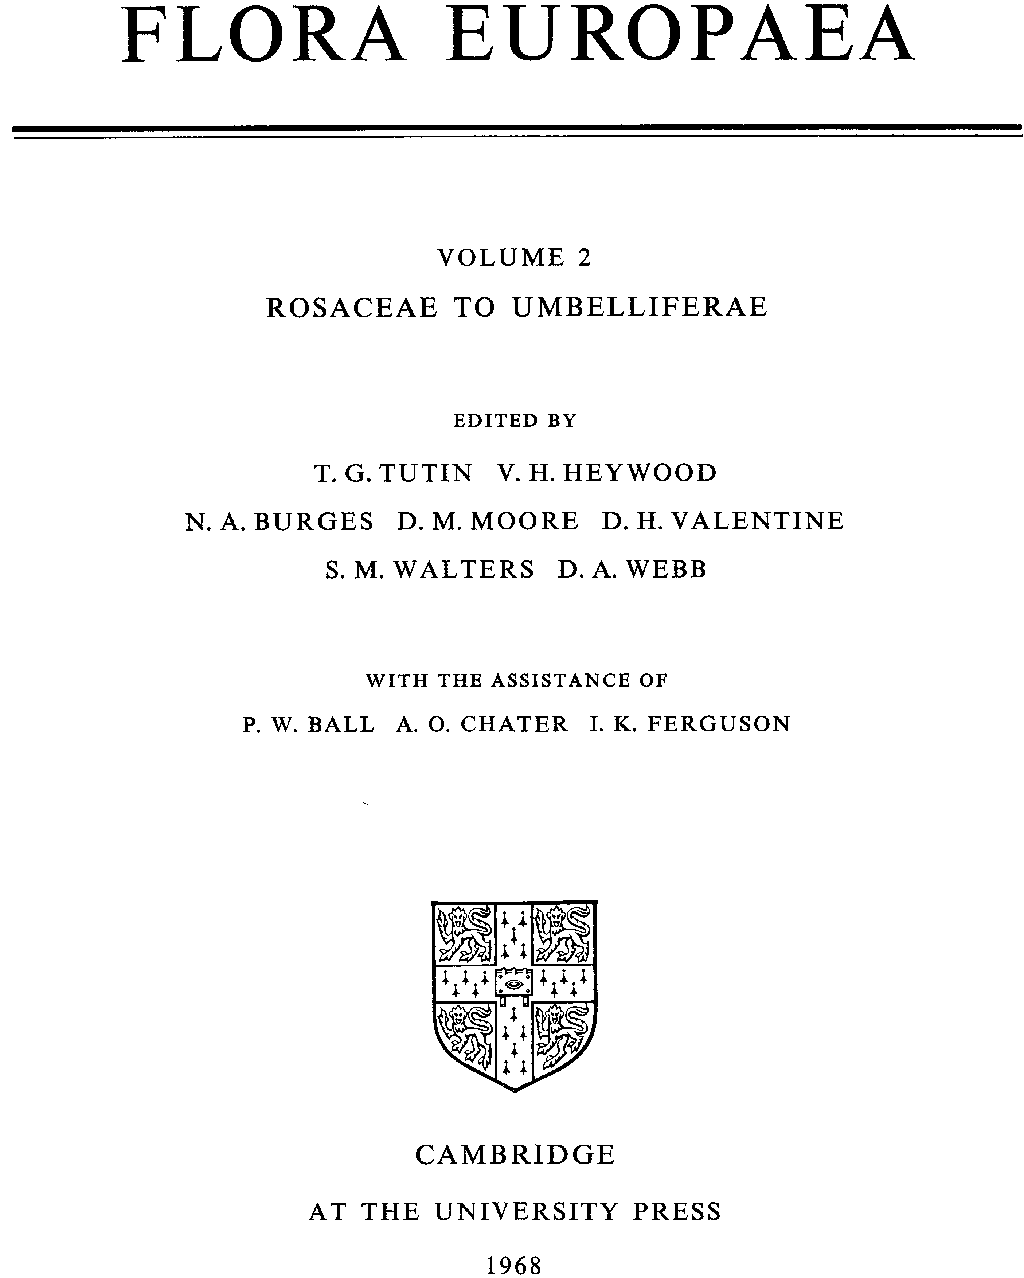 FLORA EUROPAEA
VOLUME 2
ROSACEAE TO UMBELLIFERAE
EDITED BY
T. G. TUTIN V. H. HEYWOOD
N. A. BURGES D. M. MOORE D. H. VALENTINE
S. M. WALTERS D. A. WEBB
WITH THE ASSISTANCE OF
P. W. BALL A. O. CHATER I. K. FERGUSON
CAMBRIDGE
AT THE UNIVERSITY PRESS
1968